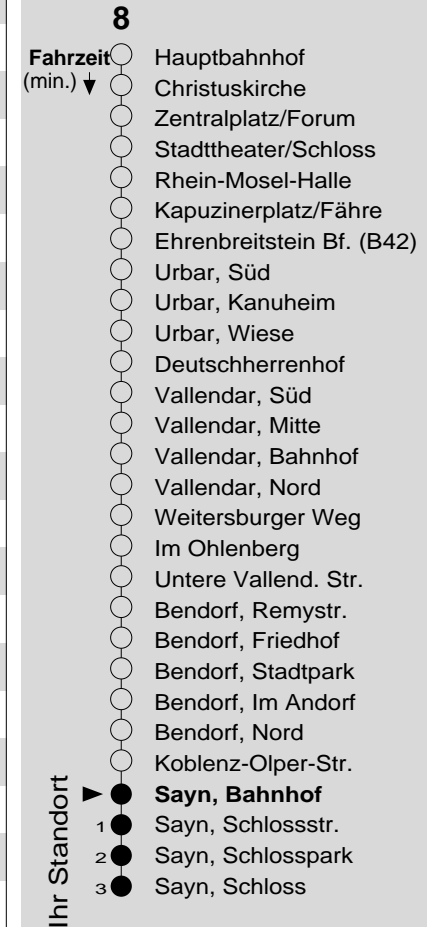 8
Fahrzeit Hauptbahnhof
(min.) Christuskirche
Zentralplatz/Forum
Stadttheater/Schloss
Rhein-Mosel-Halle
Kapuzinerplatz/Fähre
Ehrenbreitstein Bf. (B42)
Urbar, Süd
Urbar, Kanuheim
Urbar, Wiese
Deutschherrenhof
Vallendar, Süd
Vallendar, Mitte
Vallendar, Bahnhof
Vallendar, Nord
Weitersburger Weg
Im Ohlenberg
Untere Vallend. Str.
Bendorf, Remystr.
Bendorf, Friedhof
Bendorf, Stadtpark
Bendorf, Im Andorf
Bendorf, Nord
Koblenz-Olper-Str.
Sayn, Bahnhof
1 Sayn, Schlossstr.
2 Sayn, Schlosspark
3 Sayn, Schloss
Ihr Standort